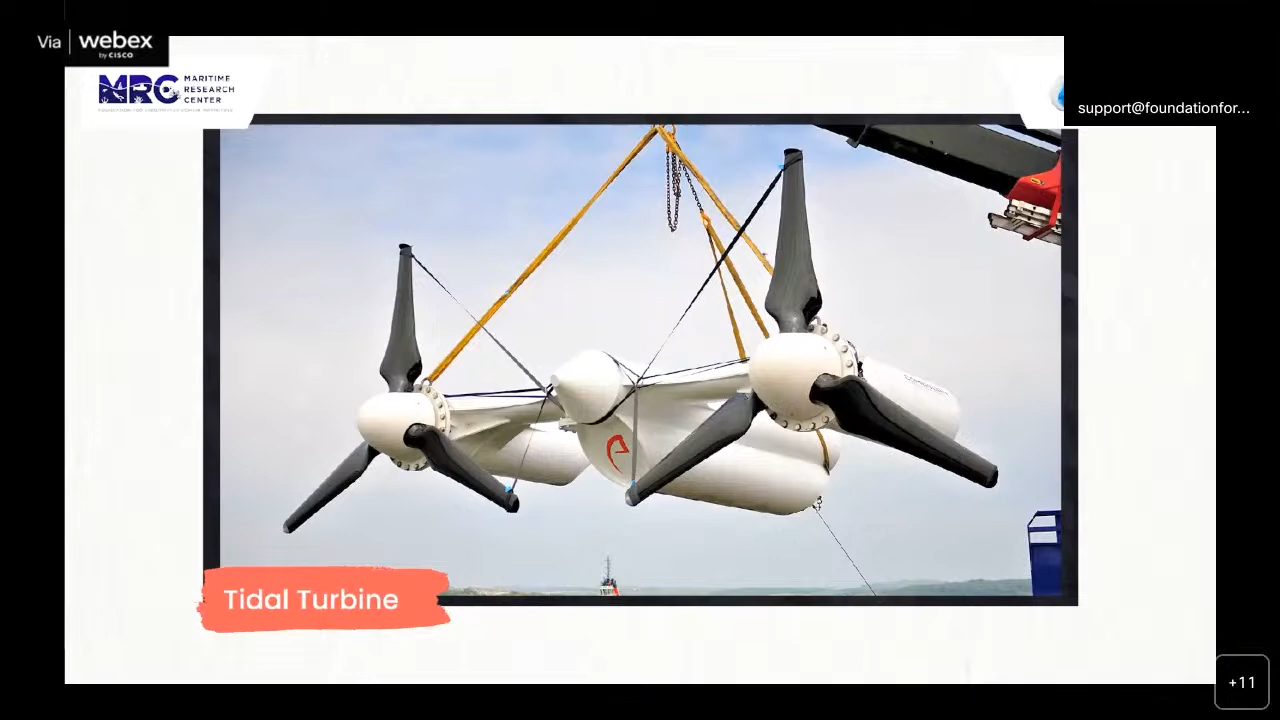 Via webex
by CISCO
MRC MARITIME
RESEARCH
CENTER
support@foundationfor...
Tidal Turbine
+11